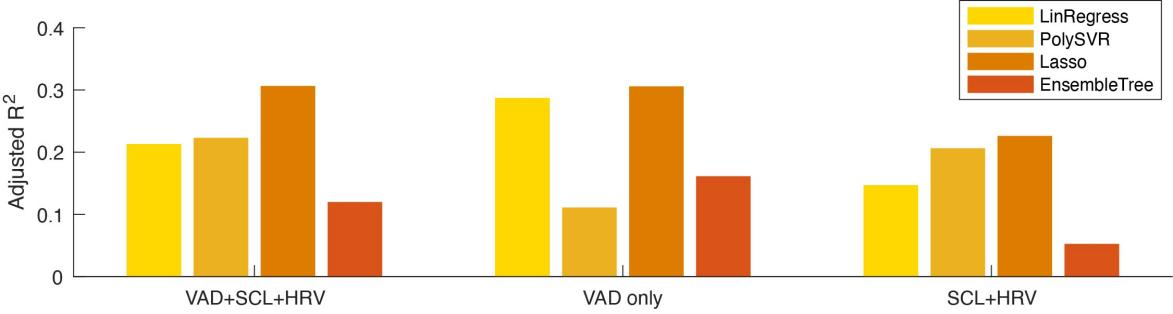 LinRegress
PolySVR
Lasso
EnsembleTree
Adjusted R²
0.4
0.3
0.2
0.1
0
VAD+SCL+HRV
VAD only
SCL+HRV